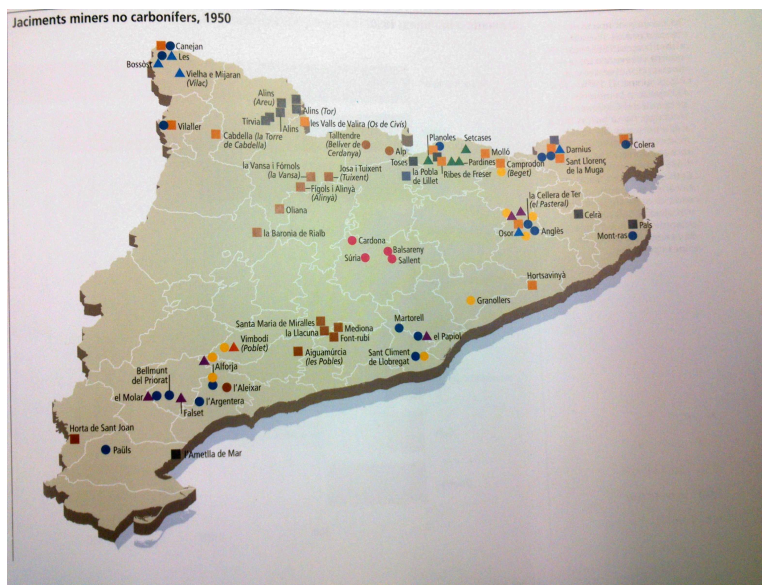 Jaciments miners no carbonífers, 1950
Canejan
Les
Bossòst
Vielha e Mijaran
(Vilac)
Vilaller
Cabdella (la Torre
de Cabdella)
Alins
(Areu)
Alins (Tor)
Tírvia
Alins
les Valls de Valira (Os de Civis)
Talltendre
(Bellver de
Cerdanya)
Alp
Toses
Planoles
Setcases
Molló
Pardines
Ribes de Freser
la Pobla
de Lillet
Camprodon
(Beget)
Darnius
Sant Llorenç
de la Muga
Colera
la Vansa i Fórnols
(la Vansa)
Josa i Tuixent
(Tuixent)
Fígols i Alinyà
(Alinyà)
Oliana
la Baronia de Rialb
la Cellera de Ter
(el Pasteral)
Osor
Anglès
Celrà
Pals
Mont-ras
Cardona
Súria
Balsareny
Sallent
Hortsavinyà
Granollers
Santa Maria de Miralles
la Llacuna
Mediona
Font-rubí
Aiguamúrcia
(les Pobles)
Martorell
el Papiol
Sant Climent
de Llobregat
Vimbodí
(Poblet)
Alforja
l'Aleixar
l'Argentera
Bellmunt
del Priorat
el Molar
Falset
Horta de Sant Joan
Paüls
l'Ametlla de Mar